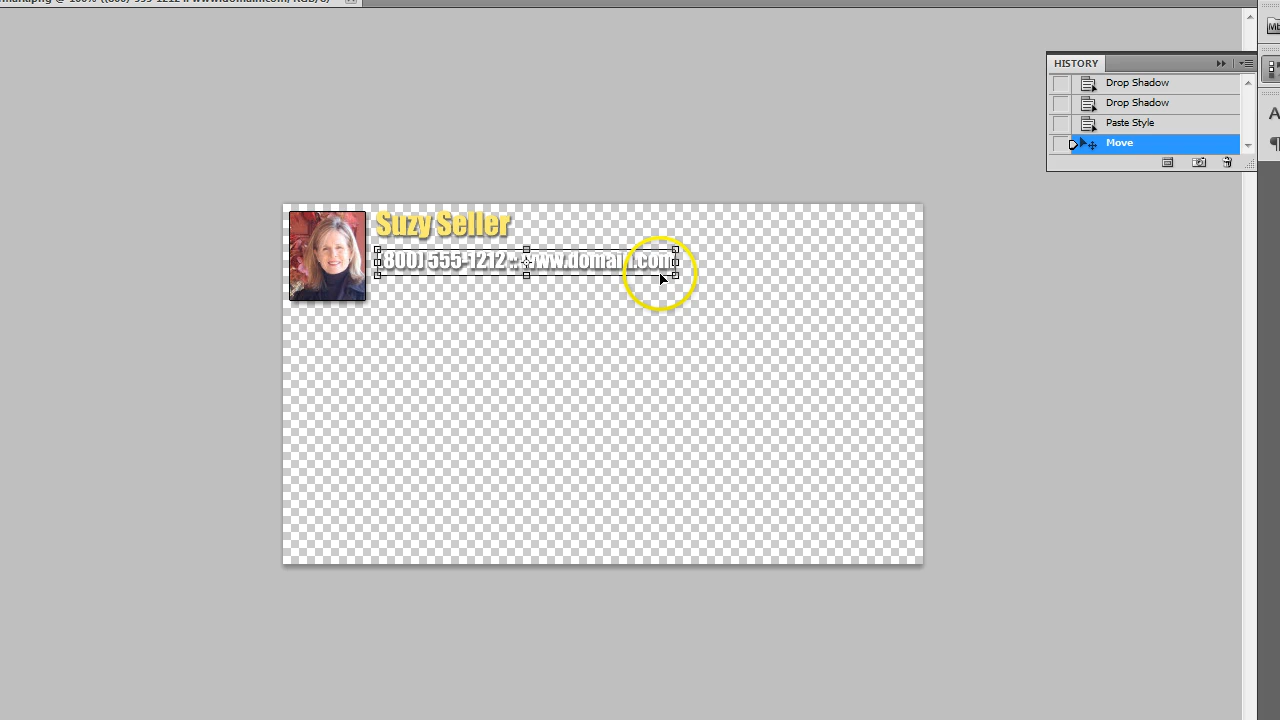 HISTORY
Drop Shadow
Drop Shadow
Paste Style
Move
Suzy Seller
(800) 555-1212 :: www.domain.com